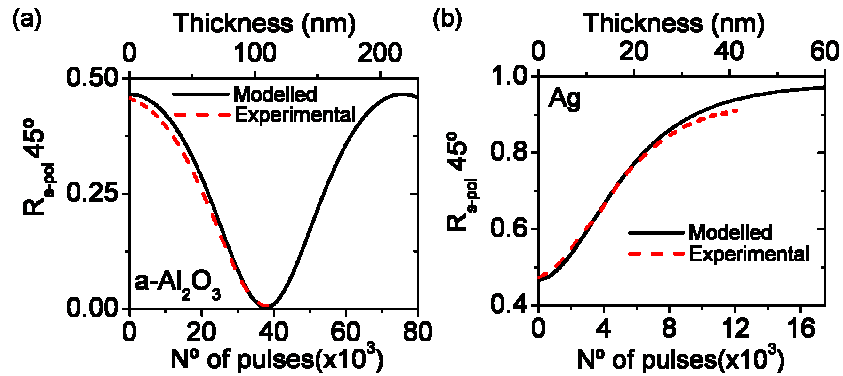 (a)
Thickness (nm)
0 100 200
0.50
0.25
0.00
R_s-pol 45º
Modelled
Experimental
a-Al₂O₃
0 20 40 60 80
Nº of pulses(x10³)
(b)
Thickness (nm)
0 20 40 60
1.0
0.8
0.6
0.4
R_s-pol 45º
Ag
Modelled
Experimental
0 4 8 12 16
Nº of pulses(x10³)